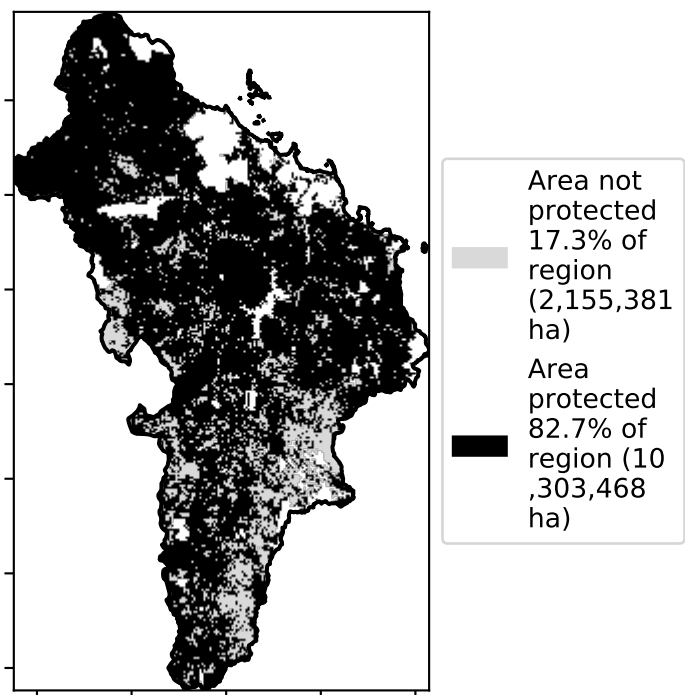 Area not
protected
17.3% of
region
(2,155,381
ha)
Area
protected
82.7% of
region (10
,303,468
ha)